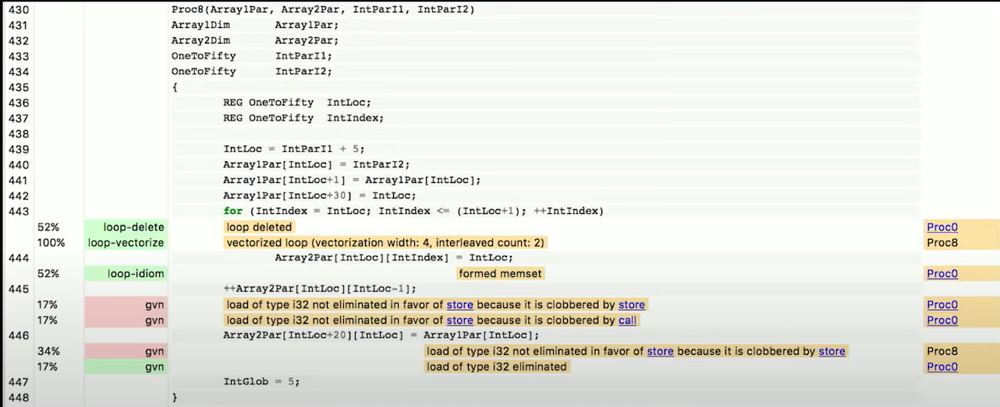 430 Proc8(Array1Par, Array2Par, IntParI1, IntParI2)
431 Array1Dim Array1Par;
432 Array2Dim Array2Par;
433 OneToFifty IntParI1;
434 OneToFifty IntParI2;
435 {
436 REG OneToFifty IntLoc;
437 REG OneToFifty IntIndex;
438
439 IntLoc = IntParI1 + 5;
440 Array1Par[IntLoc] = IntParI2;
441 Array1Par[IntLoc+1] = Array1Par[IntLoc];
442 Array1Par[IntLoc+30] = IntLoc;
443 for (IntIndex = IntLoc; IntIndex <= (IntLoc+1); ++IntIndex)
52% loop-delete loop deleted Proc0
100% loop-vectorize vectorized loop (vectorization width: 4, interleaved count: 2) Proc8
444 Array2Par[IntLoc][IntIndex] = IntLoc;
52% loop-idiom formed memset Proc0
445 ++Array2Par[IntLoc][IntLoc-1];
17% gvn load of type i32 not eliminated in favor of store because it is clobbered by store Proc0
17% gvn load of type i32 not eliminated in favor of store because it is clobbered by call Proc0
446 Array2Par[IntLoc+20][IntLoc] = Array1Par[IntLoc];
34% gvn load of type i32 not eliminated in favor of store because it is clobbered by store Proc8
17% gvn load of type i32 eliminated Proc0
447 IntGlob = 5;
448 }